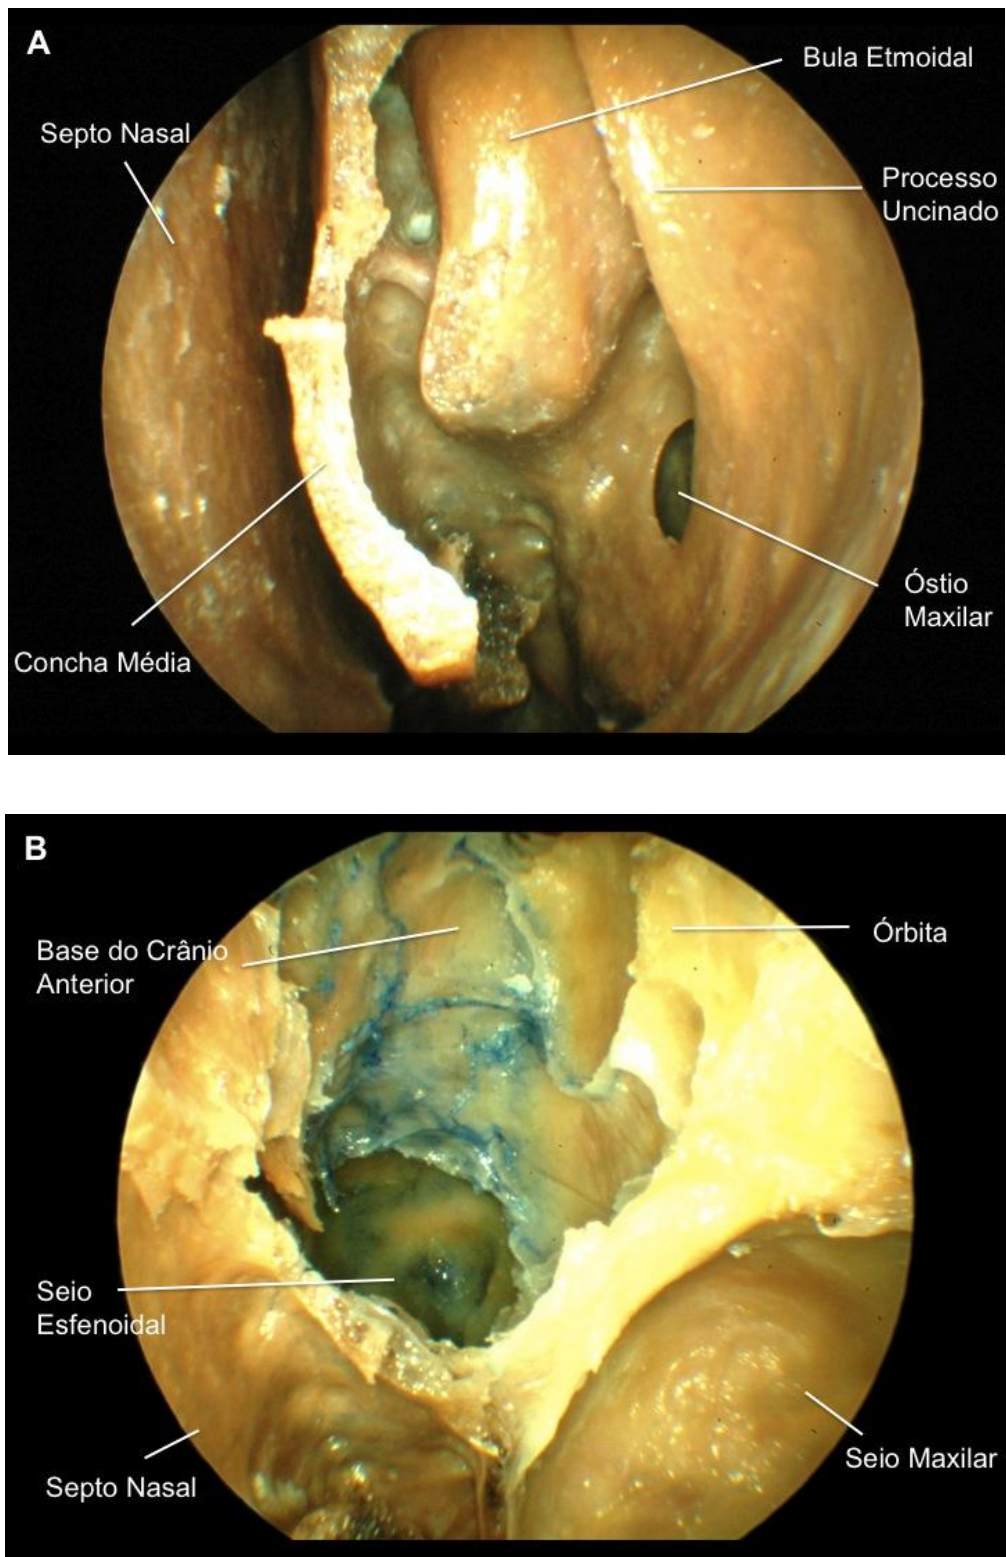 A
Bula Etmoidal
Septo Nasal
Processo
Uncinado
Óstio
Maxilar
Concha Média
B
Base do Crânio
Anterior
Órbita
Seio
Esfenoidal
Seio Maxilar
Septo Nasal